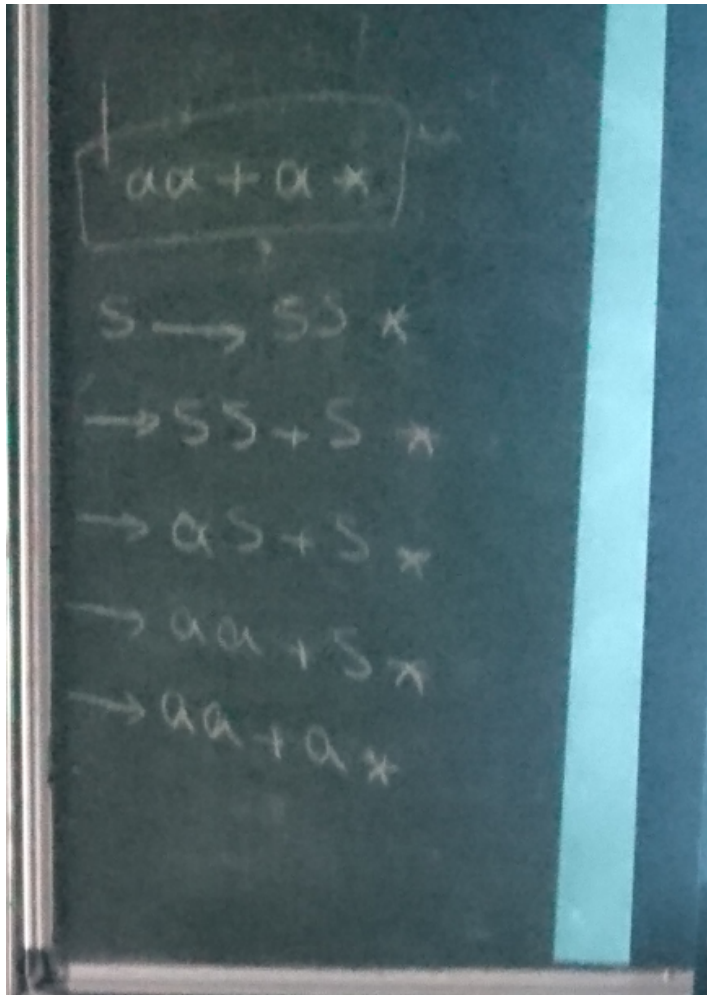 aa + a *
S → SS *
→ SS + S *
→ aS + S *
→ aa + S *
→ aa + a *